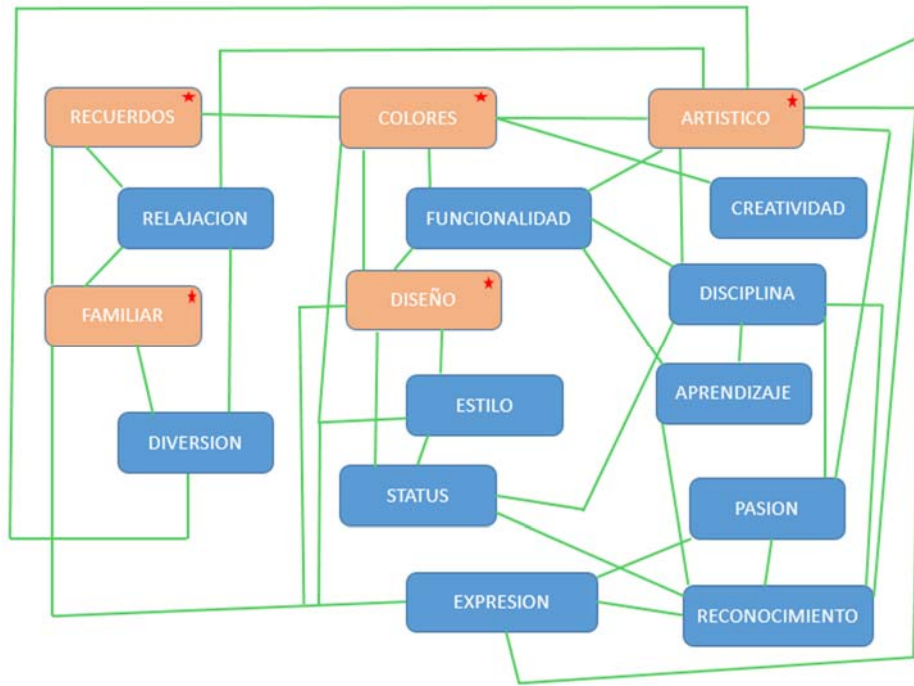 RECUERDOS
COLORES
ARTISTICO
RELAJACION
FUNCIONALIDAD
CREATIVIDAD
FAMILIAR
DISEÑO
DISCIPLINA
ESTILO
APRENDIZAJE
DIVERSION
STATUS
PASION
EXPRESION
RECONOCIMIENTO